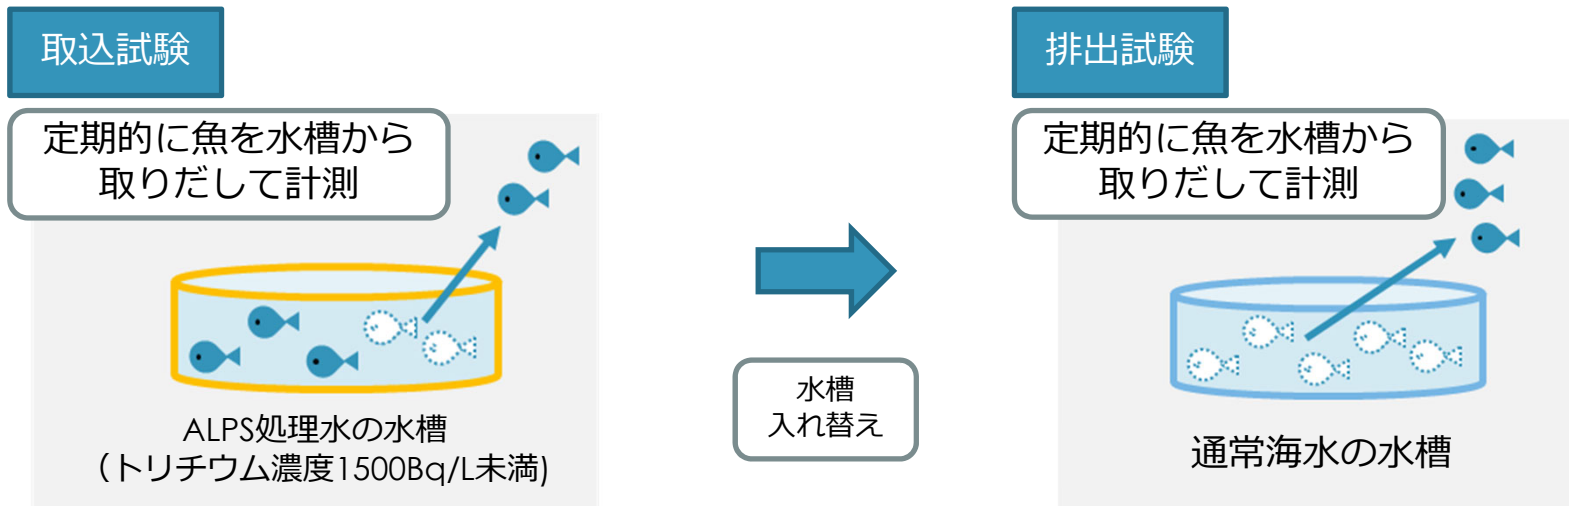 取込試験
定期的に魚を水槽から
取りだして計測
ALPS処理水の水槽
（トリチウム濃度1500Bq/L未満)
水槽
入れ替え
排出試験
定期的に魚を水槽から
取りだして計測
通常海水の水槽